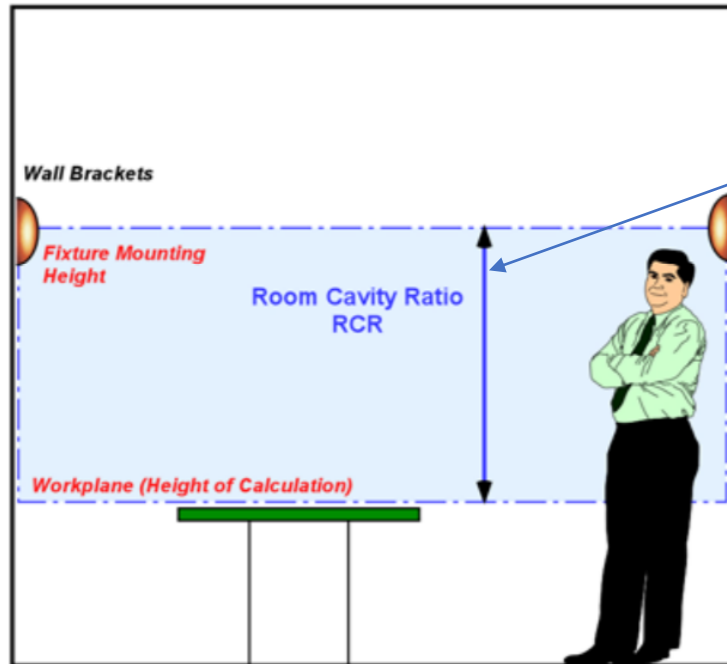 Wall Brackets
Fixture Mounting
Height
Room Cavity Ratio
RCR
Workplane (Height of Calculation)